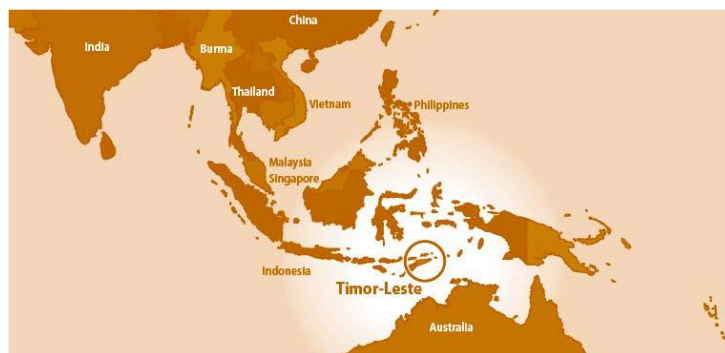 China
India
Burma
Thailand
Vietnam
Philippines
Malaysia
Singapore
Indonesia
Timor-Leste
Australia